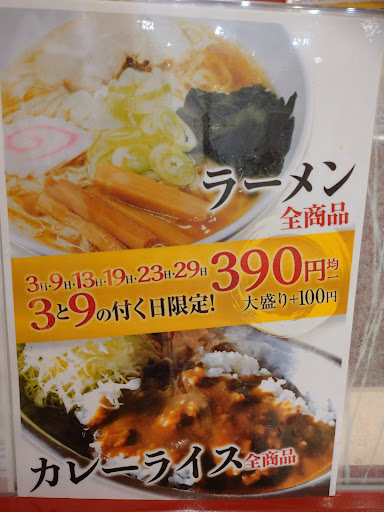 ラーメン
全商品
3日・9日・13日・19日・23日・29日
3と9の付く日限定!
390円均一
大盛り+100円
カレーライス全商品